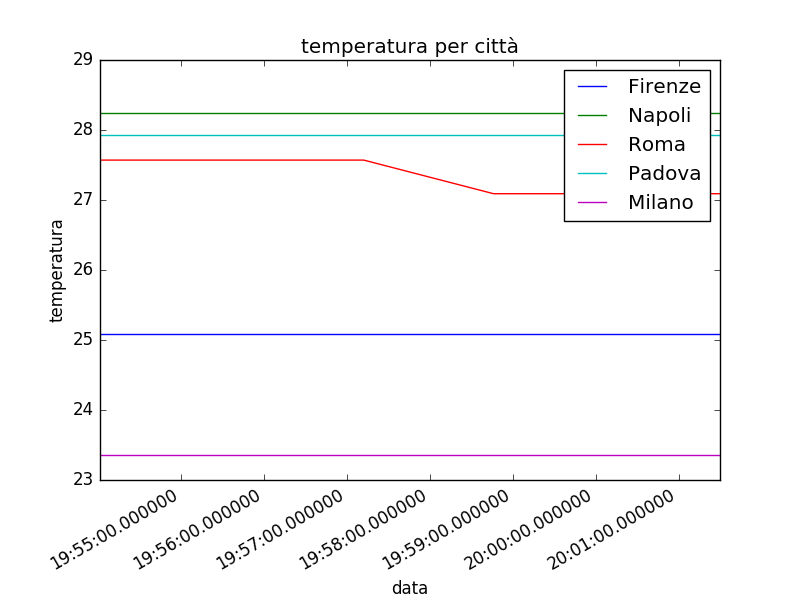 temperatura per città
29
28
27
26
25
24
23
temperatura
Firenze
Napoli
Roma
Padova
Milano
19:55:00.000000
19:56:00.000000
19:57:00.000000
19:58:00.000000
19:59:00.000000
20:00:00.000000
20:01:00.000000
data